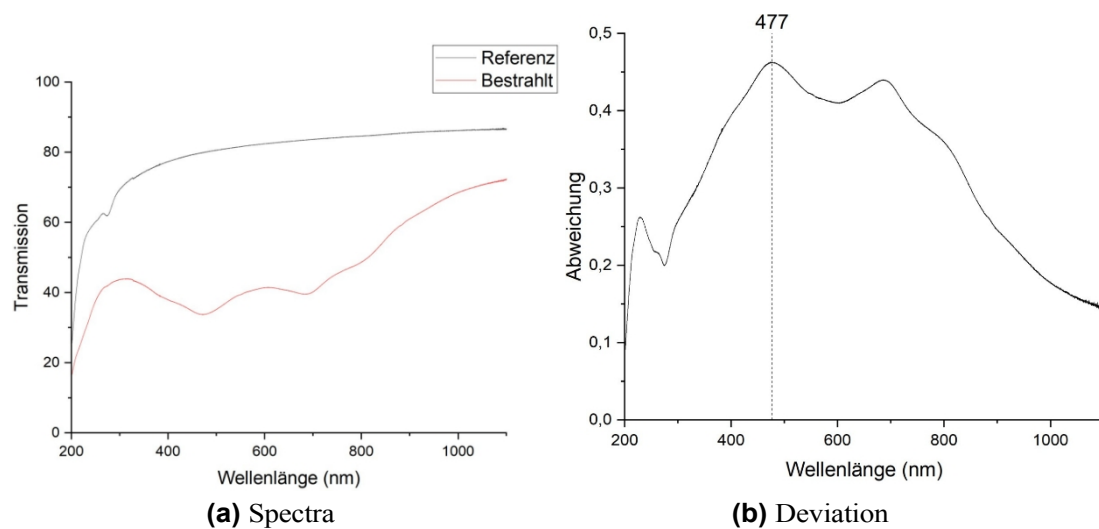 Referenz
Bestrahlt
100
80
60
40
20
0
Transmission
200 400 600 800 1000
Wellenlänge (nm)
(a) Spectra
477
0,5
0,4
0,3
0,2
0,1
0,0
Abweichung
200 400 600 800 1000
Wellenlänge (nm)
(b) Deviation